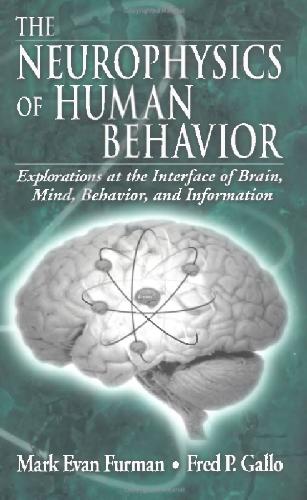 THE
NEUROPHYSICS
OF HUMAN
BEHAVIOR
Explorations at the Interface of Brain,
Mind, Behavior, and Information
Mark Evan Furman • Fred P. Gallo